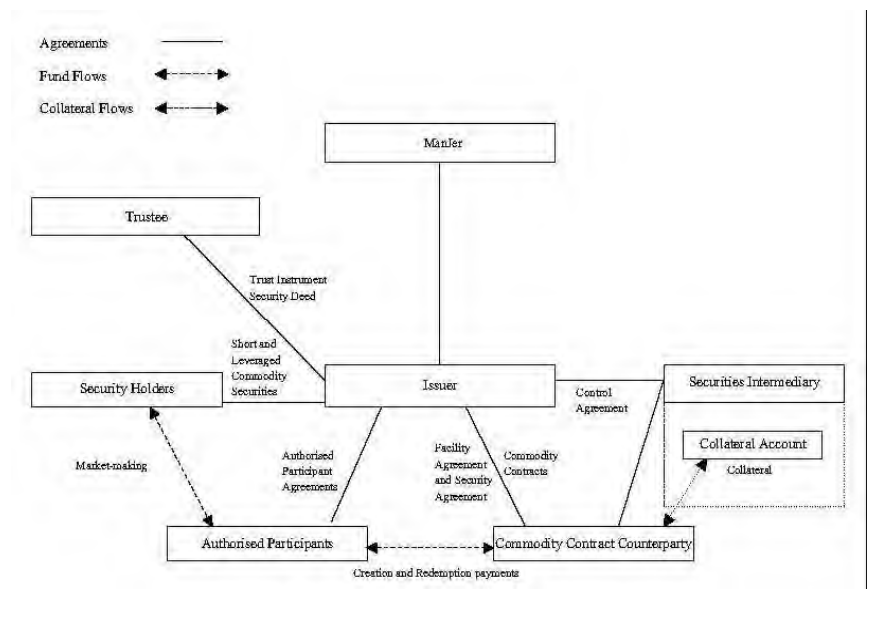 Agreements
Fund Flows
Collateral Flows
ManJer
Trustee
Trust Instrument
Security Deed
Short and
Leveraged
Commodity
Securities
Security Holders
Issuer
Securities Intermediary
Control
Agreement
Collateral Account
Collateral
Market-making
Authorised
Participant
Agreements
Facility
Agreement
and Security
Agreement
Commodity
Contracts
Authorised Participants
Commodity Contract Counterparty
Creation and Redemption payments